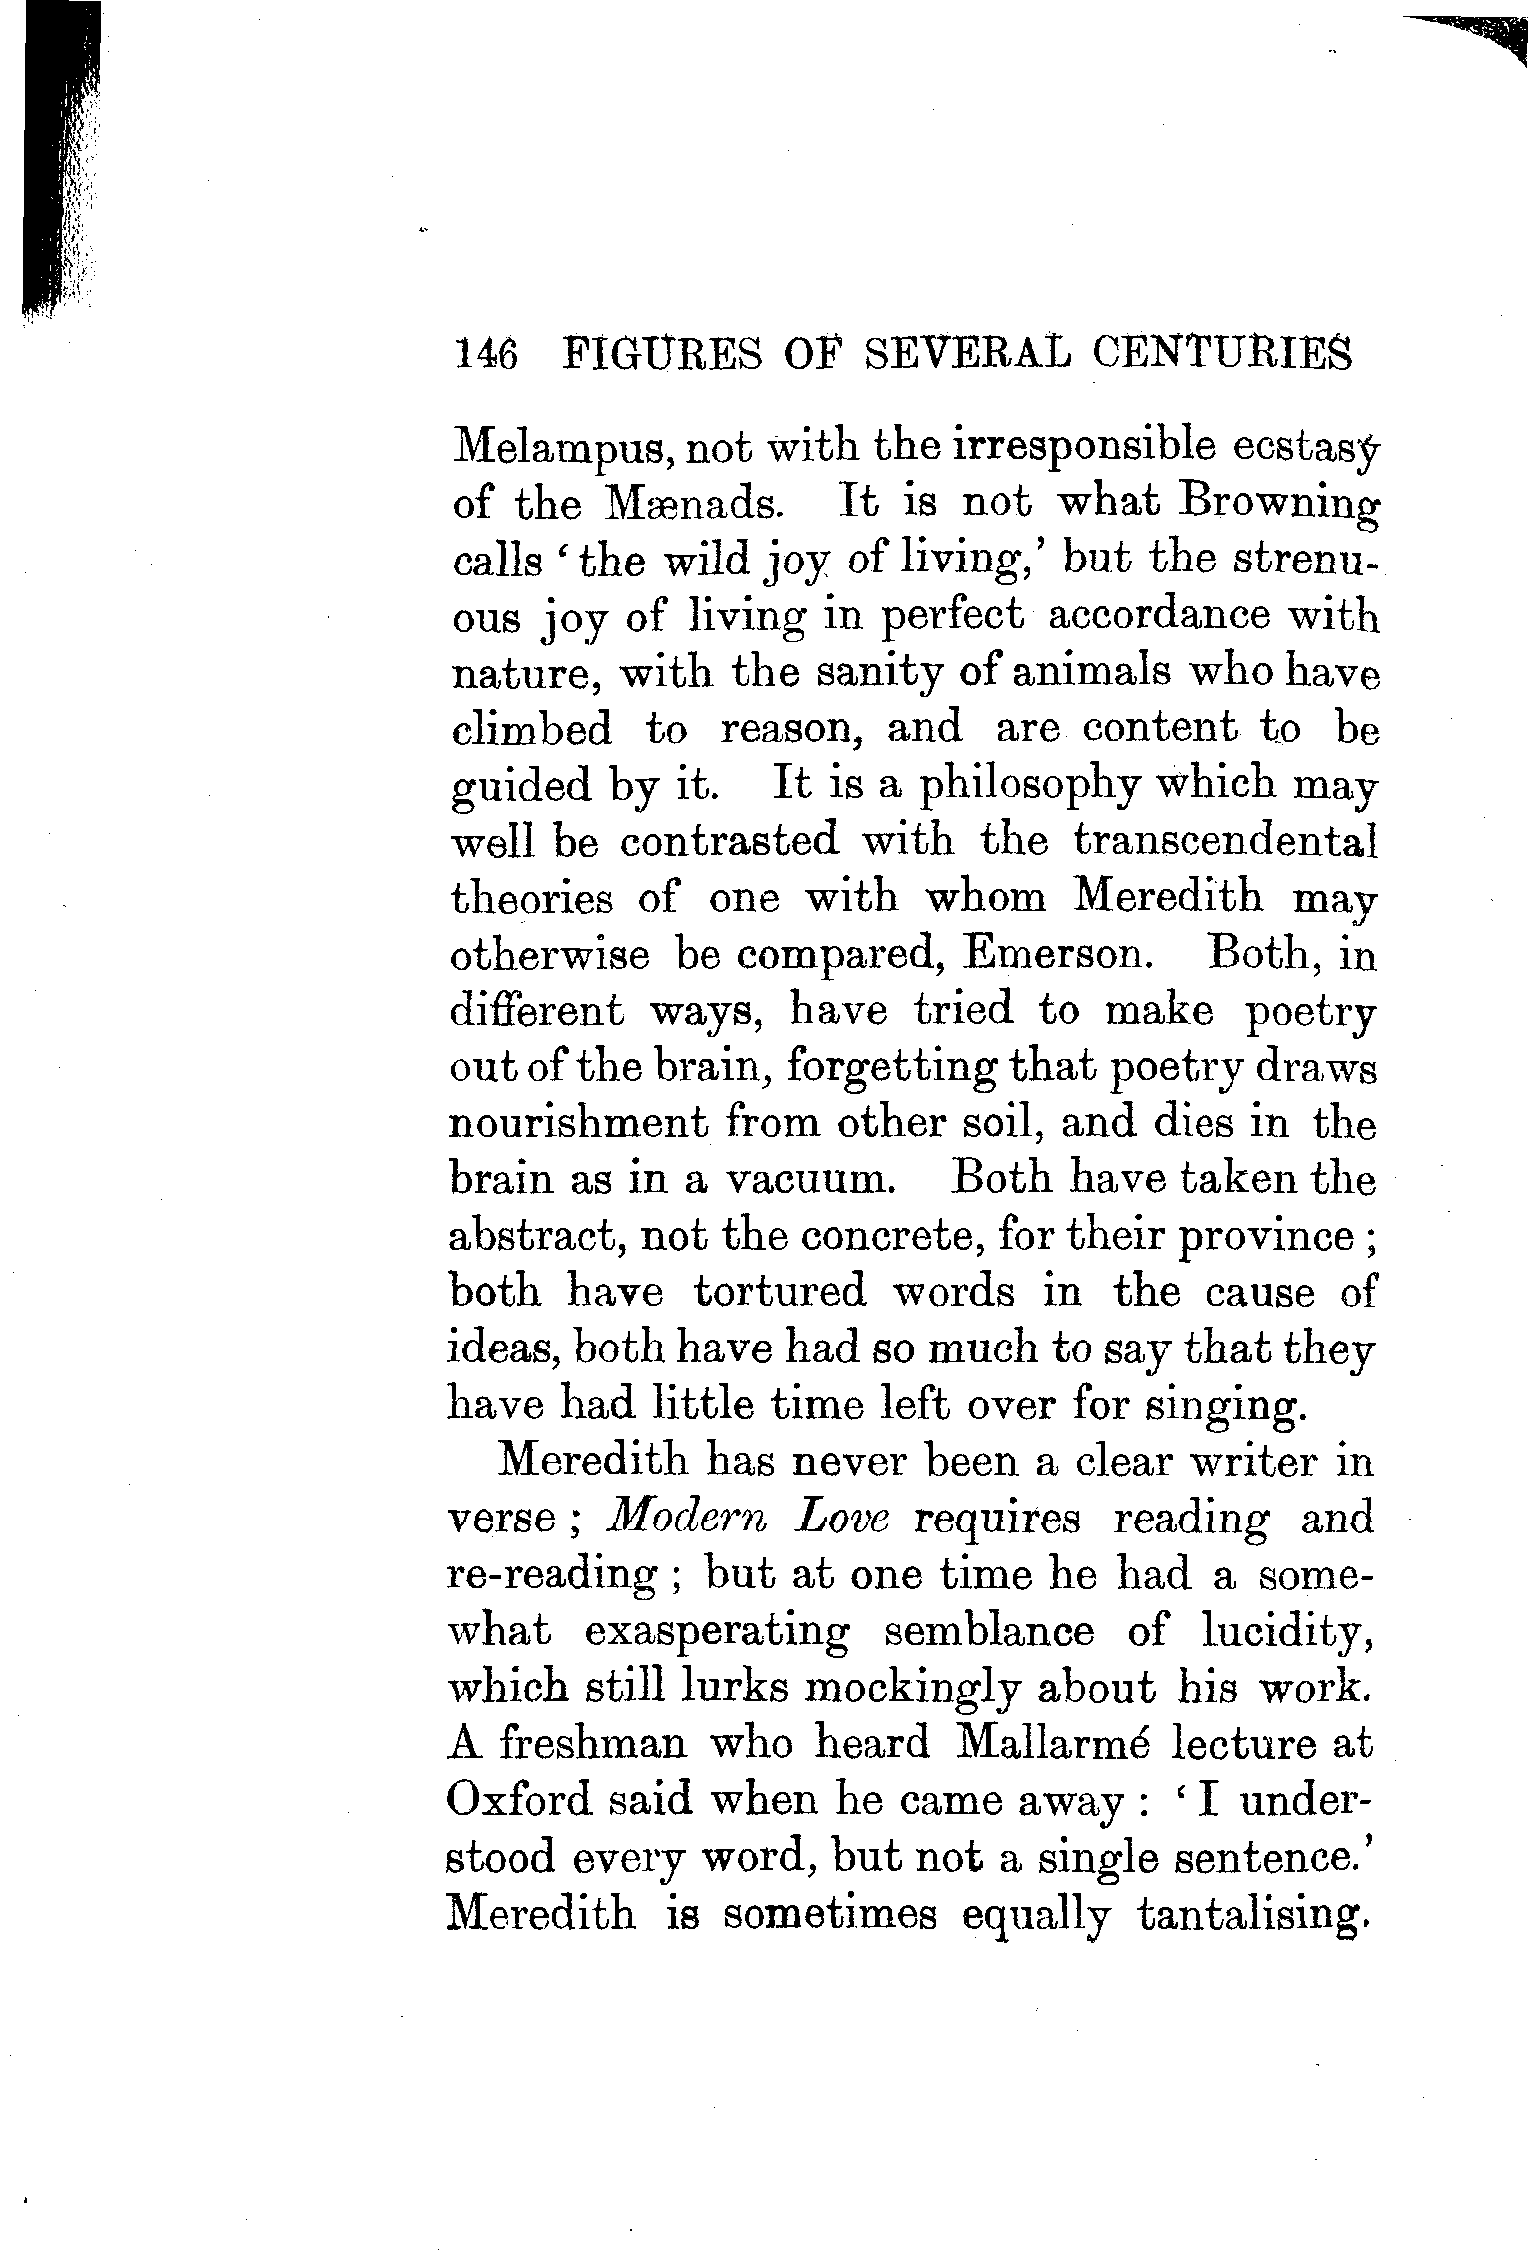 146 FIGURES OF SEVERAL CENTURIES
Melampus, not with the irresponsible ecstasy
of the Mænads. It is not what Browning
calls ‘the wild joy of living,’ but the strenu-
ous joy of living in perfect accordance with
nature, with the sanity of animals who have
climbed to reason, and are content to be
guided by it. It is a philosophy which may
well be contrasted with the transcendental
theories of one with whom Meredith may
otherwise be compared, Emerson. Both, in
different ways, have tried to make poetry
out of the brain, forgetting that poetry draws
nourishment from other soil, and dies in the
brain as in a vacuum. Both have taken the
abstract, not the concrete, for their province ;
both have tortured words in the cause of
ideas, both have had so much to say that they
have had little time left over for singing.
Meredith has never been a clear writer in
verse ; Modern Love requires reading and
re-reading ; but at one time he had a some-
what exasperating semblance of lucidity,
which still lurks mockingly about his work.
A freshman who heard Mallarmé lecture at
Oxford said when he came away : ‘I under-
stood every word, but not a single sentence.’
Meredith is sometimes equally tantalising.